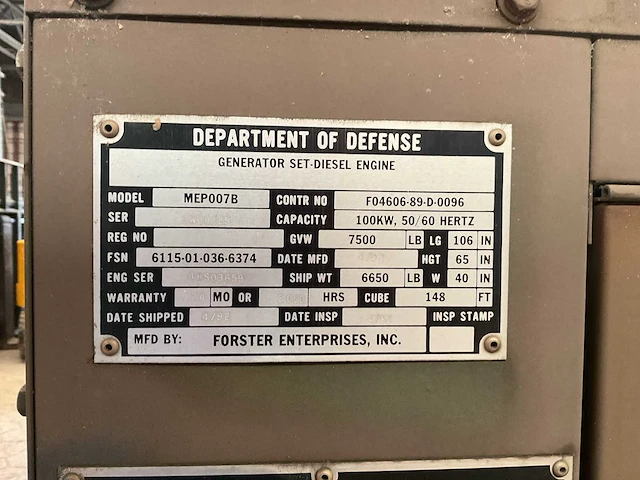 DEPARTMENT OF DEFENSE
GENERATOR SET-DIESEL ENGINE
MODEL MEP007B CONTR NO F04606-89-D-0096
SER CAPACITY 100KW, 50/60 HERTZ
REG NO GVW 7500 LB LG 106 IN
FSN 6115-01-036-6374 DATE MFD HGT 65 IN
ENG SER SHIP WT 6650 LB W 40 IN
WARRANTY MO OR HRS CUBE 148 FT
DATE SHIPPED 4/92 DATE INSP INSP STAMP
MFD BY: FORSTER ENTERPRISES, INC.